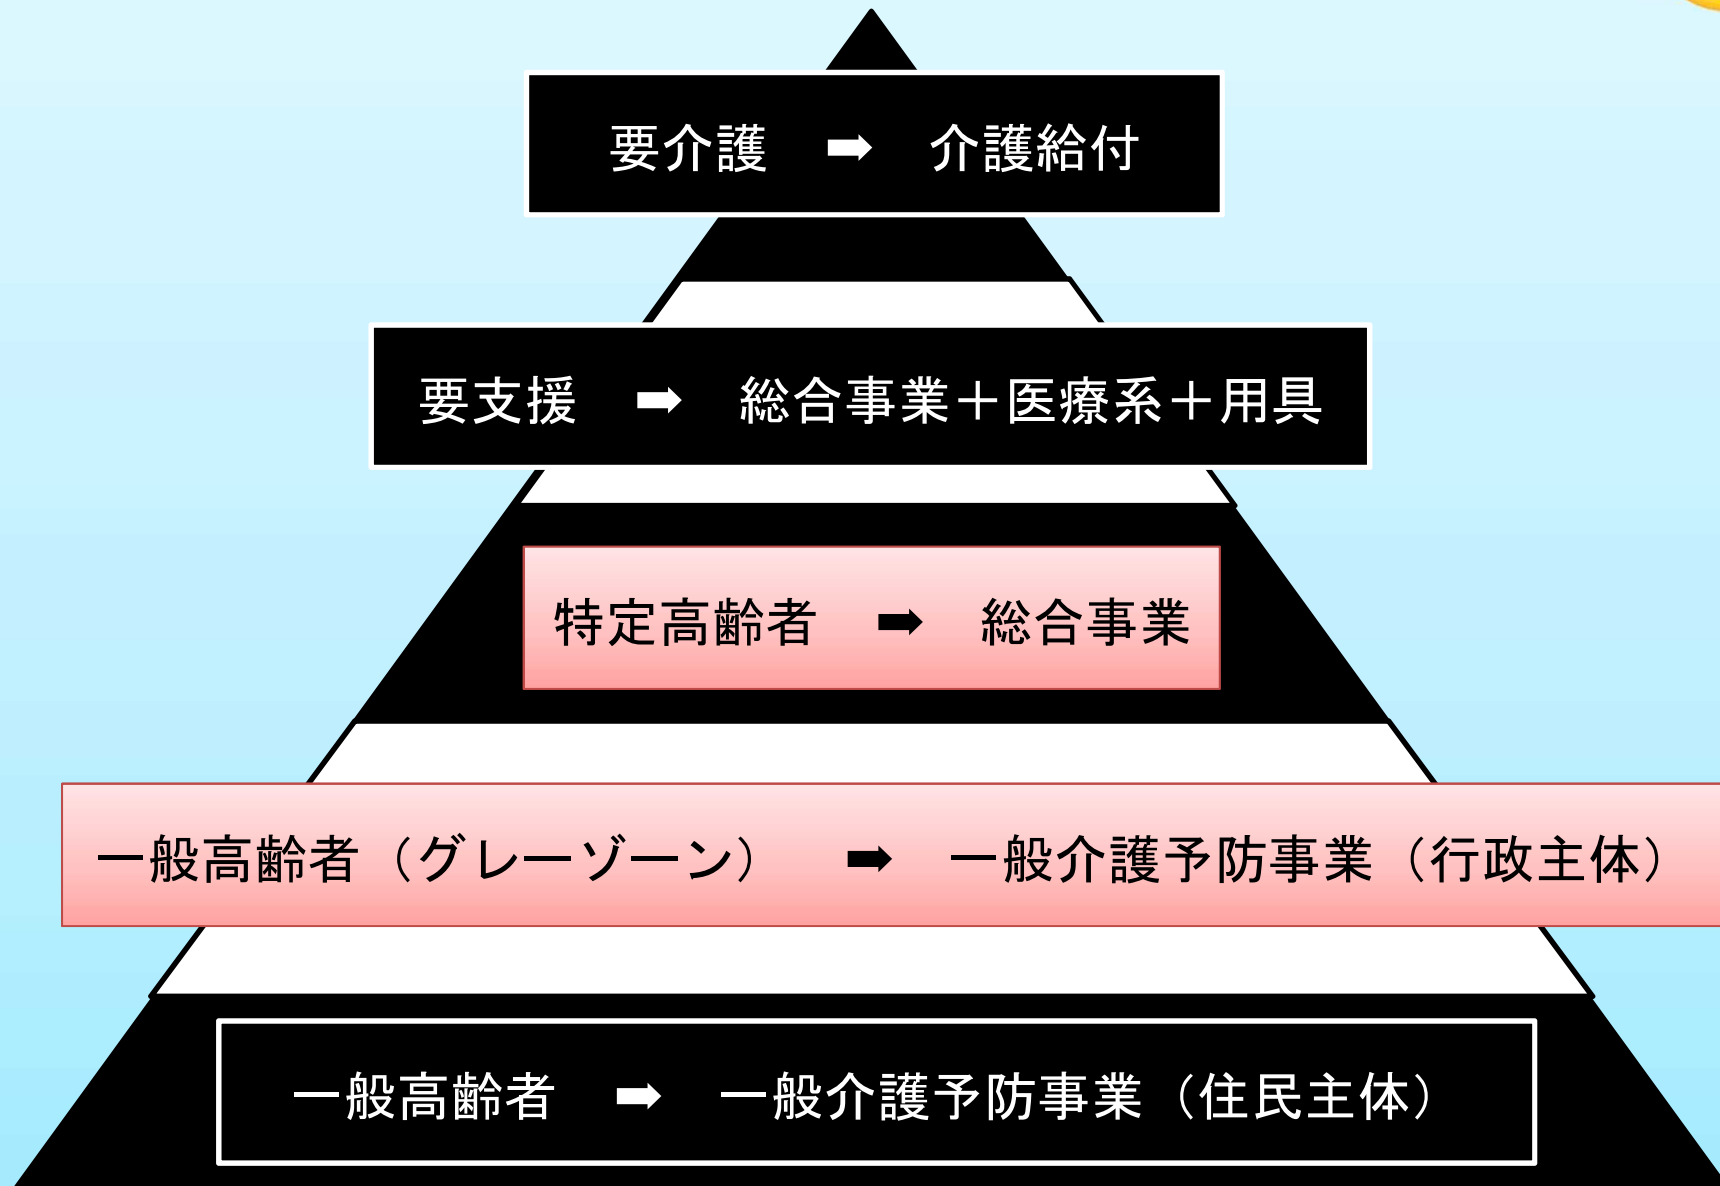 要介護　➡　介護給付
要支援　➡　総合事業＋医療系＋用具
特定高齢者　➡　総合事業
一般高齢者（グレーゾーン）　➡　一般介護予防事業（行政主体）
一般高齢者　➡　一般介護予防事業（住民主体）